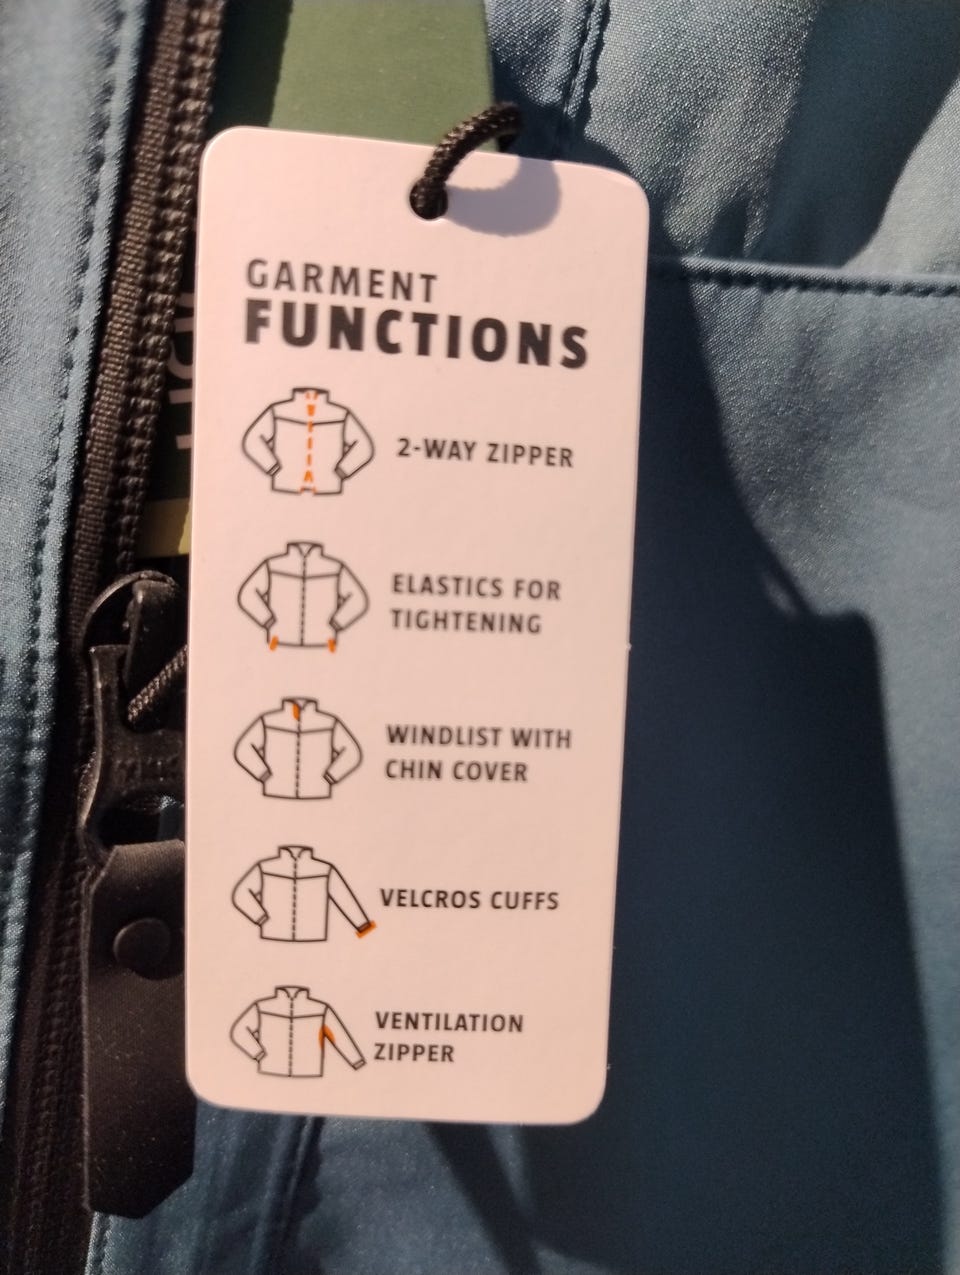 GARMENT
FUNCTIONS
2-WAY ZIPPER
ELASTICS FOR
TIGHTENING
WINDLIST WITH
CHIN COVER
VELCROS CUFFS
VENTILATION
ZIPPER